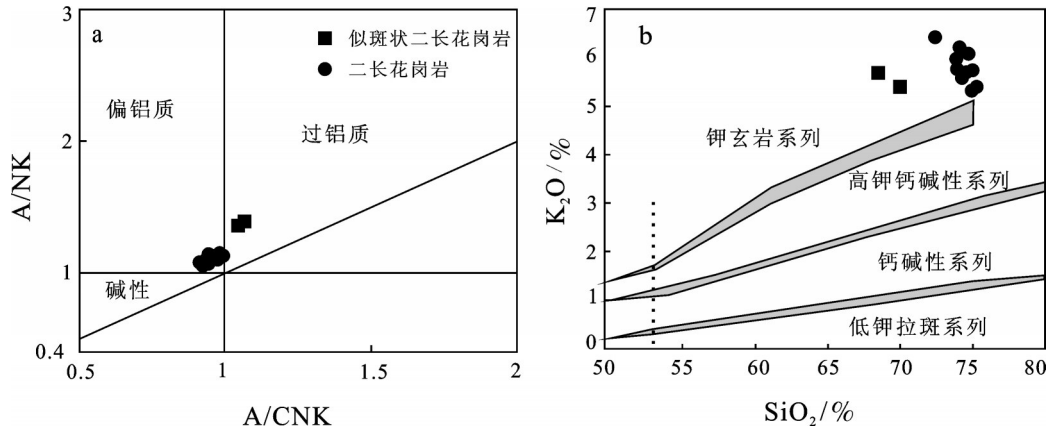 3
2
1
0.4
A/NK
a
似斑状二长花岗岩
二长花岗岩
偏铝质
过铝质
碱性
0.5
1
1.5
2
A/CNK
7
6
5
4
3
2
1
0
K₂O/%
b
钾玄岩系列
高钾钙碱性系列
钙碱性系列
低钾拉斑系列
50
55
60
65
70
75
80
SiO₂/%